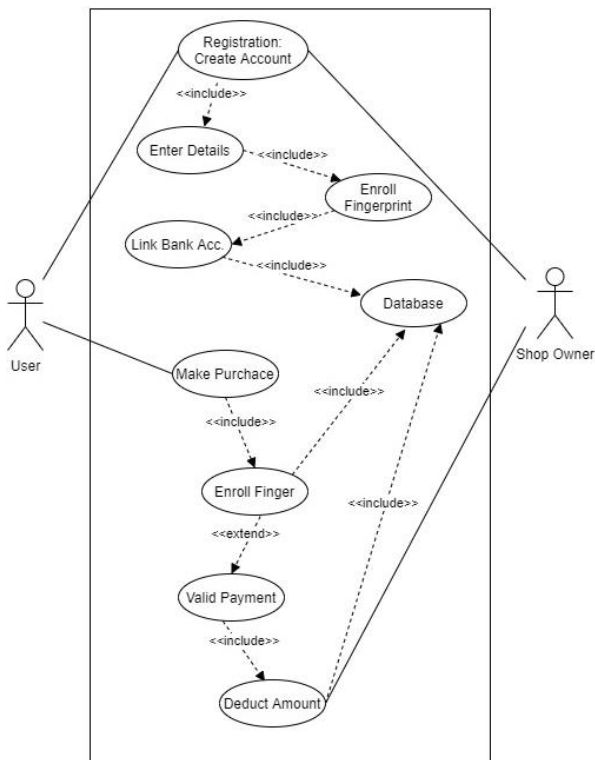 Registration:
Create Account
<<include>>
Enter Details
<<include>>
Enroll
Fingerprint
<<include>>
Link Bank Acc.
<<include>>
Database
User
Shop Owner
Make Purchace
<<include>>
<<include>>
Enroll Finger
<<include>>
<<extend>>
Valid Payment
<<include>>
Deduct Amount